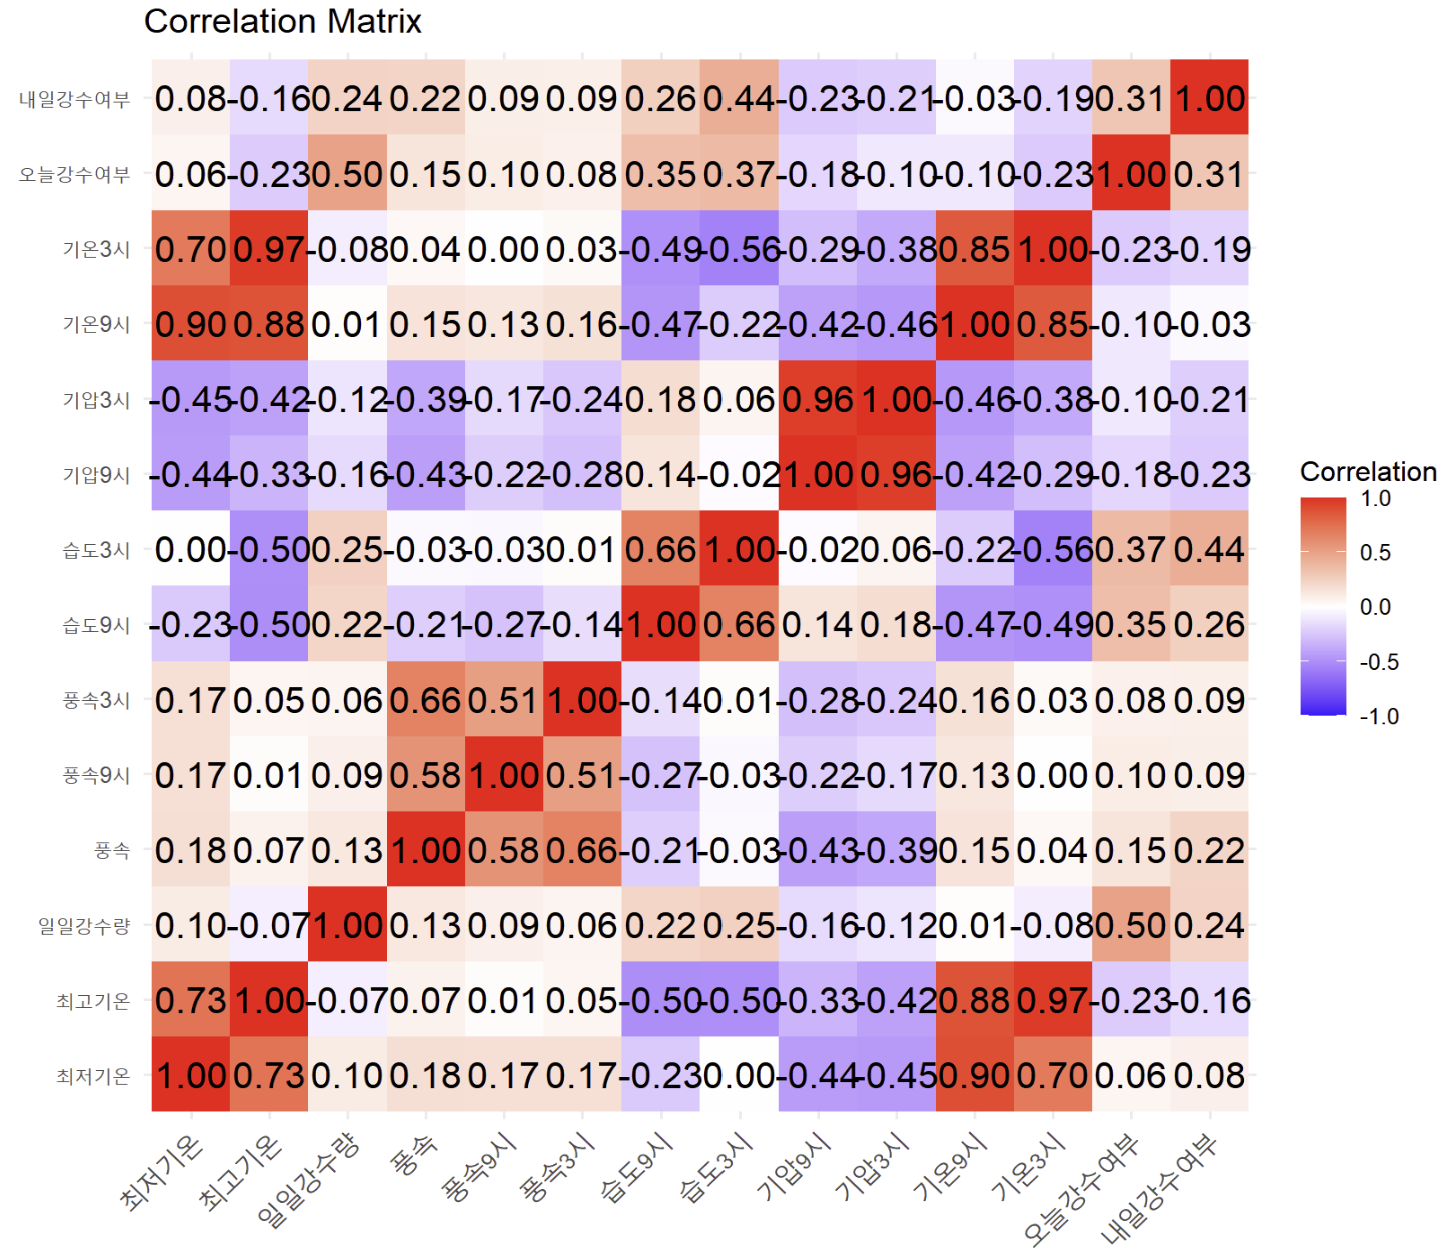 Correlation Matrix
내일강수여부 0.08 -0.16 0.24 0.22 0.09 0.09 0.26 0.44 -0.23 -0.21 -0.03 -0.19 0.31 1.00
오늘강수여부 0.06 -0.23 0.50 0.15 0.10 0.08 0.35 0.37 -0.18 -0.10 -0.10 -0.23 1.00 0.31
기온3시 0.70 0.97 -0.08 0.04 0.00 0.03 -0.49 -0.56 -0.29 -0.38 0.85 1.00 -0.23 -0.19
기온9시 0.90 0.88 0.01 0.15 0.13 0.16 -0.47 -0.22 -0.42 -0.46 1.00 0.85 -0.10 -0.03
기압3시 -0.45 -0.42 -0.12 -0.39 -0.17 -0.24 0.18 0.06 0.96 1.00 -0.46 -0.38 -0.10 -0.21
기압9시 -0.44 -0.33 -0.16 -0.43 -0.22 -0.28 0.14 -0.02 1.00 0.96 -0.42 -0.29 -0.18 -0.23
습도3시 0.00 -0.50 0.25 -0.03 -0.03 0.01 0.66 1.00 -0.02 0.06 -0.22 -0.56 0.37 0.44
습도9시 -0.23 -0.50 0.22 -0.21 -0.27 -0.14 1.00 0.66 0.14 0.18 -0.47 -0.49 0.35 0.26
풍속3시 0.17 0.05 0.06 0.66 0.51 1.00 -0.14 0.01 -0.28 -0.24 0.16 0.03 0.08 0.09
풍속9시 0.17 0.01 0.09 0.58 1.00 0.51 -0.27 -0.03 -0.22 -0.17 0.13 0.00 0.10 0.09
풍속 0.18 0.07 0.13 1.00 0.58 0.66 -0.21 -0.03 -0.43 -0.39 0.15 0.04 0.15 0.22
일일강수량 0.10 -0.07 1.00 0.13 0.09 0.06 0.22 0.25 -0.16 -0.12 0.01 -0.08 0.50 0.24
최고기온 0.73 1.00 -0.07 0.07 0.01 0.05 -0.50 -0.50 -0.33 -0.42 0.88 0.97 -0.23 -0.16
최저기온 1.00 0.73 0.10 0.18 0.17 0.17 -0.23 0.00 -0.44 -0.45 0.90 0.70 0.06 0.08
최저기온 최고기온 일일강수량 풍속 풍속9시 풍속3시 습도9시 습도3시 기압9시 기압3시 기온9시 기온3시 오늘강수여부 내일강수여부
Correlation
1.0
0.5
0.0
-0.5
-1.0